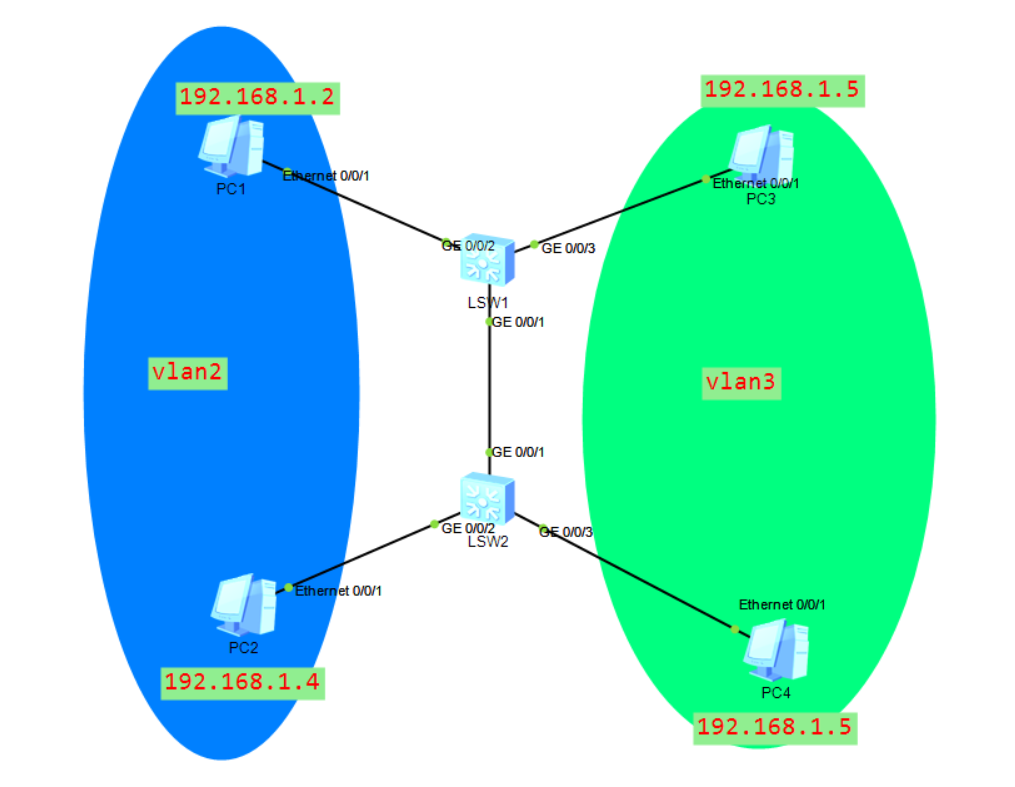 192.168.1.2
192.168.1.5
PC1
Ethernet 0/0/1
Ethernet 0/0/1
PC3
GE 0/0/2
GE 0/0/3
LSW1
GE 0/0/1
vlan2
vlan3
GE 0/0/1
GE 0/0/2
GE 0/0/3
LSW2
Ethernet 0/0/1
Ethernet 0/0/1
PC2
192.168.1.4
PC4
192.168.1.5